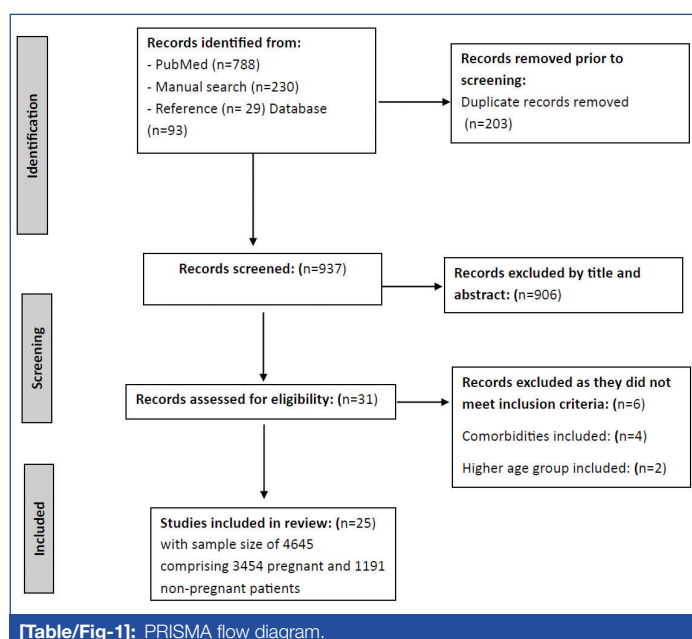 Identification
Records identified from:
- PubMed (n=788)
- Manual search (n=230)
- Reference (n= 29) Database
(n=93)
Records removed prior to
screening:
Duplicate records removed
(n=203)
Screening
Records screened: (n=937)
Records excluded by title and
abstract: (n=906)
Records assessed for eligibility: (n=31)
Records excluded as they did not
meet inclusion criteria: (n=6)
Comorbidities included: (n=4)
Higher age group included: (n=2)
Included
Studies included in review: (n=25)
with sample size of 4645
comprising 3454 pregnant and 1191
non-pregnant patients
[Table/Fig-1]: PRISMA flow diagram.